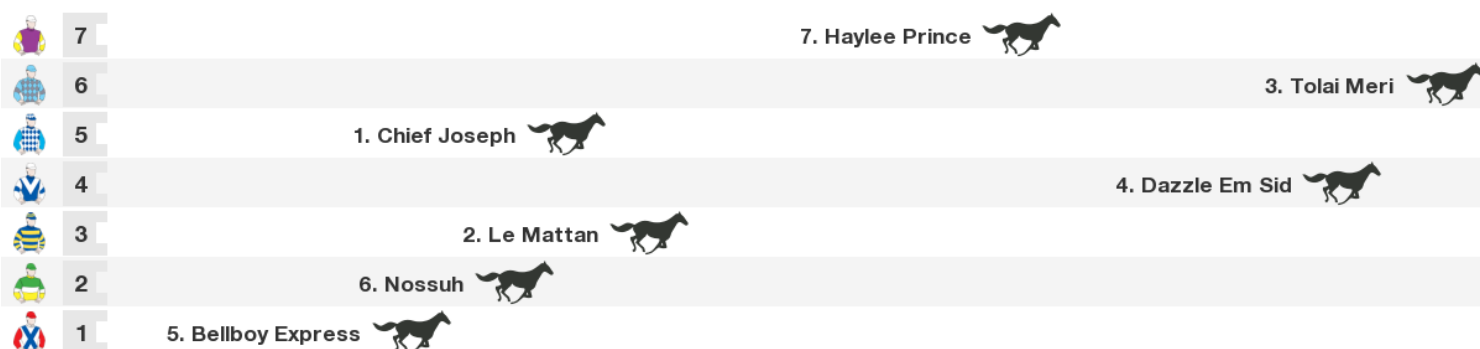 7 7. Haylee Prince
6 3. Tolai Meri
5 1. Chief Joseph
4 4. Dazzle Em Sid
3 2. Le Mattan
2 6. Nossuh
1 5. Bellboy Express